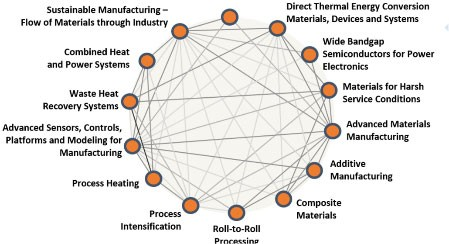 Sustainable Manufacturing –
Flow of Materials through Industry
Direct Thermal Energy Conversion
Materials, Devices and Systems
Combined Heat
and Power Systems
Wide Bandgap
Semiconductors for Power
Electronics
Waste Heat
Recovery Systems
Materials for Harsh
Service Conditions
Advanced Sensors, Controls,
Platforms and Modeling for
Manufacturing
Advanced Materials
Manufacturing
Process Heating
Additive
Manufacturing
Process
Intensification
Composite
Materials
Roll-to-Roll
Processing